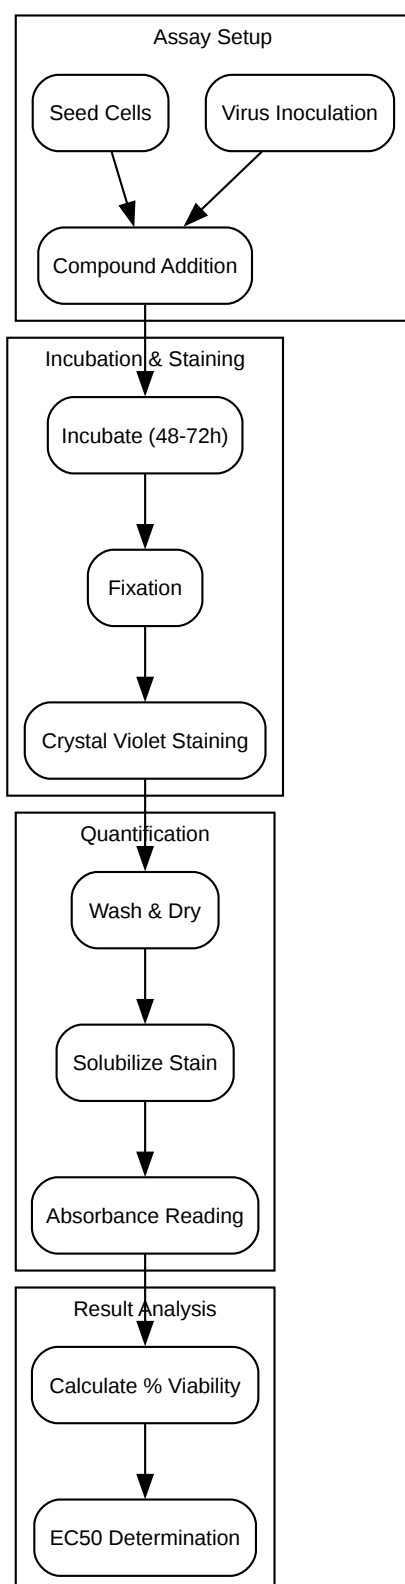 Assay Setup
Seed Cells
Virus Inoculation
Compound Addition
Incubation & Staining
Incubate (48-72h)
Fixation
Crystal Violet Staining
Quantification
Wash & Dry
Solubilize Stain
Absorbance Reading
Result Analysis
Calculate % Viability
EC50 Determination